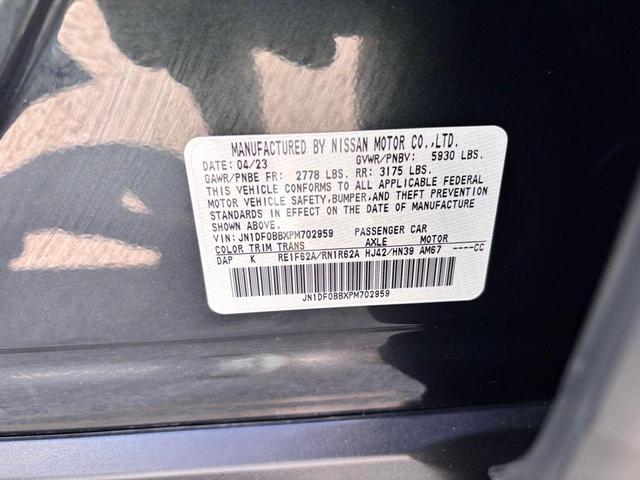 MANUFACTURED BY NISSAN MOTOR CO.,LTD.
DATE: 04/23 GVWR/PNBV: 5930 LBS.
GAWR/PNBE FR: 2778 LBS. RR: 3175 LBS.
THIS VEHICLE CONFORMS TO ALL APPLICABLE FEDERAL
MOTOR VEHICLE SAFETY,BUMPER,AND THEFT PREVENTION
STANDARDS IN EFFECT ON THE DATE OF MANUFACTURE
SHOWN ABOVE.
VIN: JN1DF0BBXPM702959 PASSENGER CAR
COLOR TRIM TRANS AXLE MOTOR
DAP K RE1F62A/RN1R62A HJ42/HN39 AM67 ----CC
JN1DF0BBXPM702959